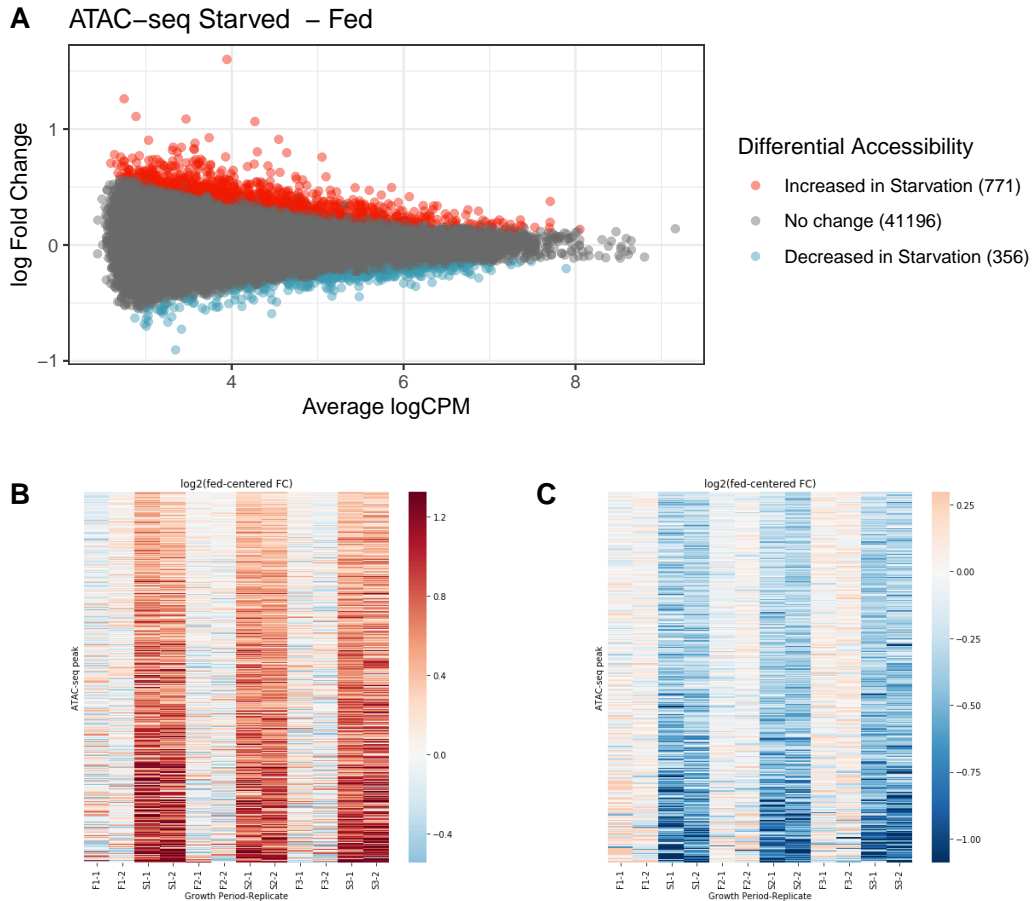 A
ATAC−seq Starved − Fed
log Fold Change
1
0
−1
4
6
8
Average logCPM
Differential Accessibility
Increased in Starvation (771)
No change (41196)
Decreased in Starvation (356)
B
log2(fed-centered FC)
ATAC-seq peak
F1-1
F1-2
S1-1
S1-2
F2-1
F2-2
S2-1
S2-2
F3-1
F3-2
S3-1
S3-2
Growth Period-Replicate
1.2
0.8
0.4
0.0
−0.4
C
log2(fed-centered FC)
ATAC-seq peak
F1-1
F1-2
S1-1
S1-2
F2-1
F2-2
S2-1
S2-2
F3-1
F3-2
S3-1
S3-2
Growth Period-Replicate
0.25
0.00
−0.25
−0.50
−0.75
−1.00